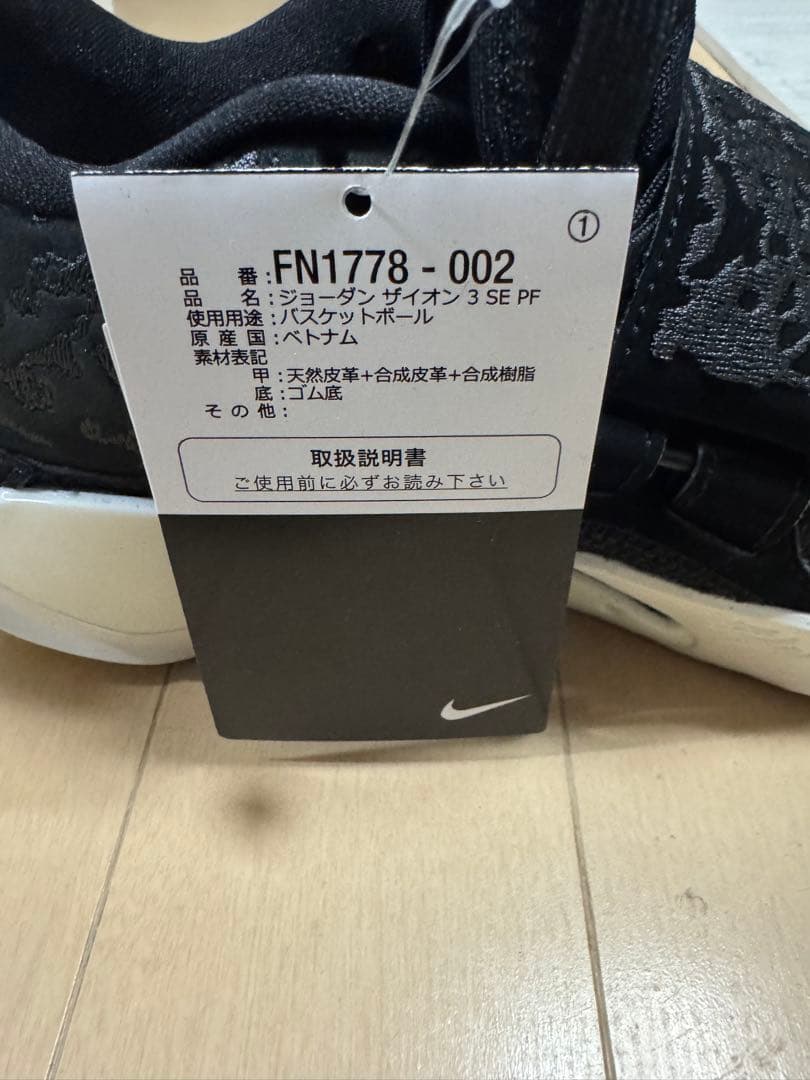 ①
品番：FN1778 - 002
品名：ジョーダン ザイオン 3 SE PF
使用用途：バスケットボール
原産国：ベトナム
素材表記
甲：天然皮革+合成皮革+合成樹脂
底：ゴム底
その他：
取扱説明書
ご使用前に必ずお読み下さい